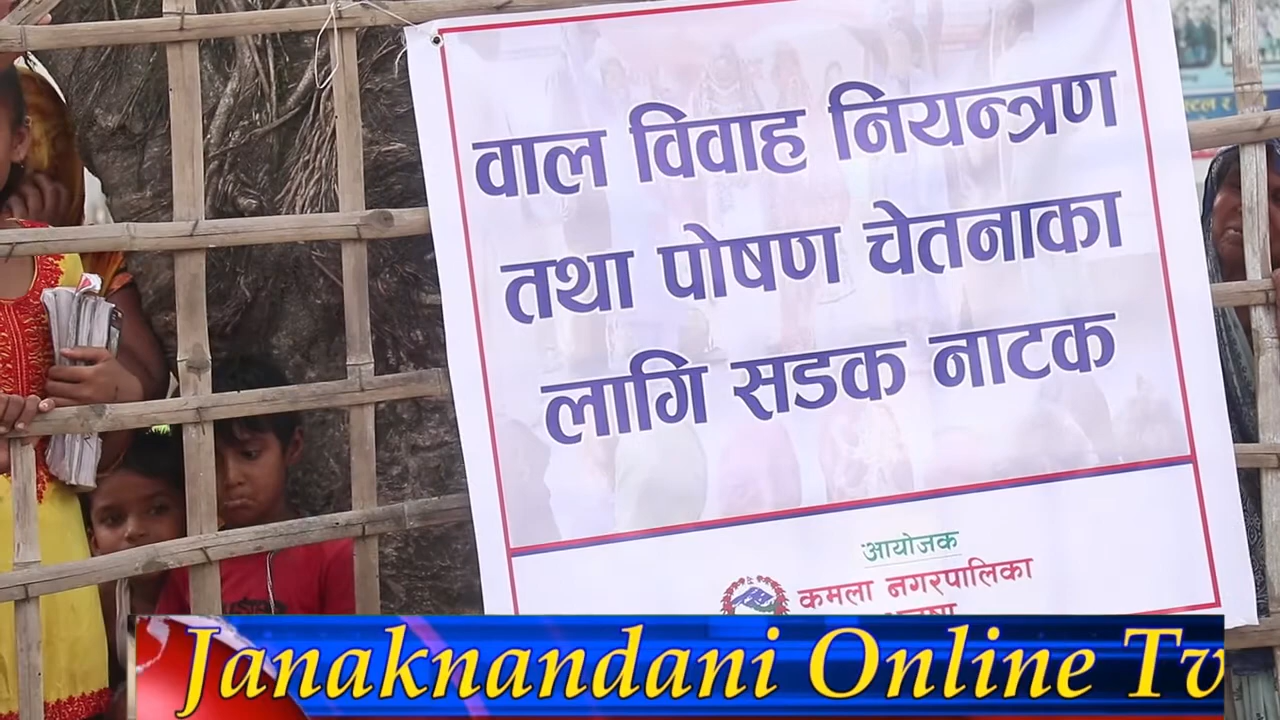 वाल विवाह नियन्त्रण
तथा पोषण चेतनाका
लागि सडक नाटक
आयोजक
कमला नगरपालिका
Janaknandani Online Tv